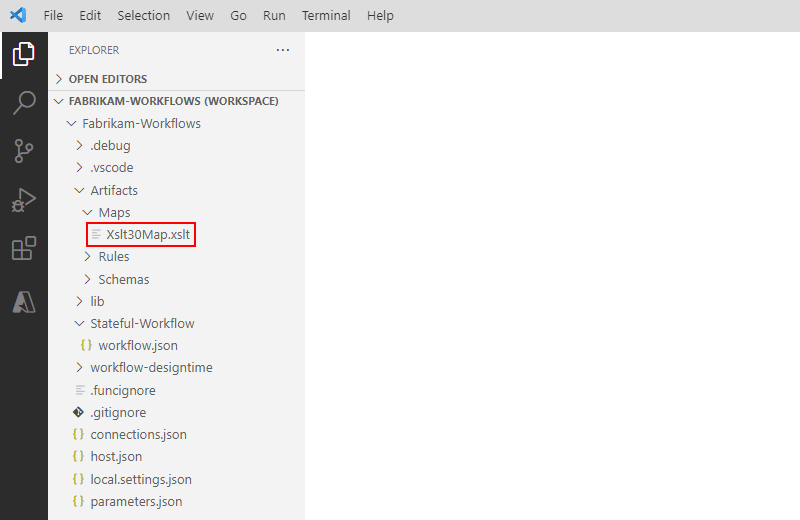 File Edit Selection View Go Run Terminal Help
EXPLORER ...
OPEN EDITORS
FABRIKAM-WORKFLOWS (WORKSPACE)
Fabrikam-Workflows
.debug
.vscode
Artifacts
Maps
Xslt30Map.xslt
Rules
Schemas
lib
Stateful-Workflow
{} workflow.json
workflow-designtime
.funcignore
.gitignore
{} connections.json
{} host.json
{} local.settings.json
{} parameters.json